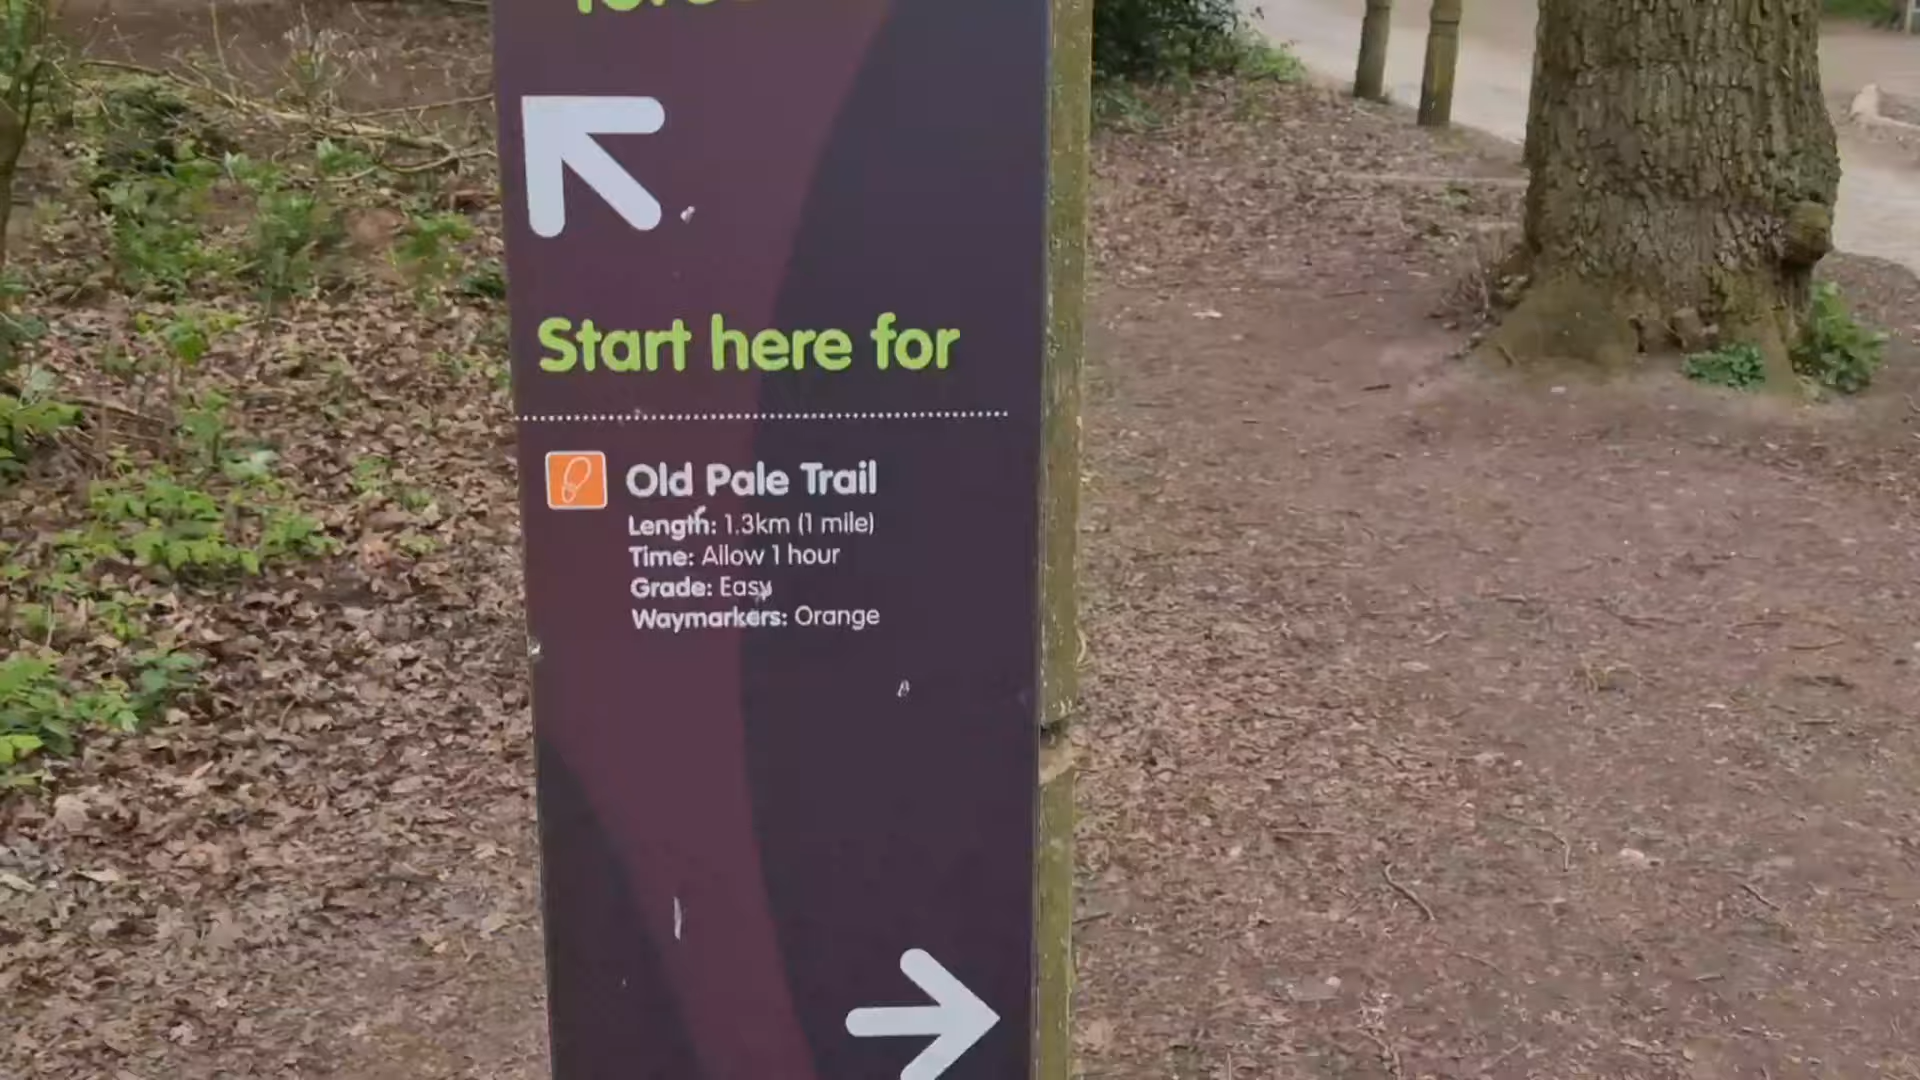 Start here for
Old Pale Trail
Length: 1.3km (1 mile)
Time: Allow 1 hour
Grade: Easy
Waymarkers: Orange